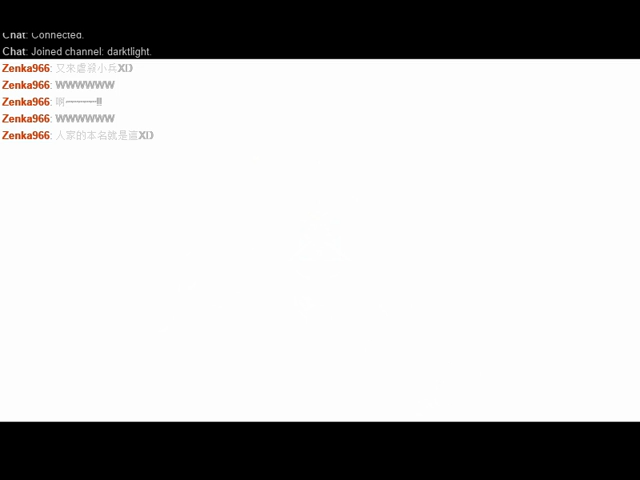 Chat: Connected.
Chat: Joined channel: darktlight.
Zenka966: 又來虐殺小兵XD
Zenka966: WWWWWW
Zenka966: 啊~~~~~!!
Zenka966: WWWWWW
Zenka966: 人家的本名就是這XD